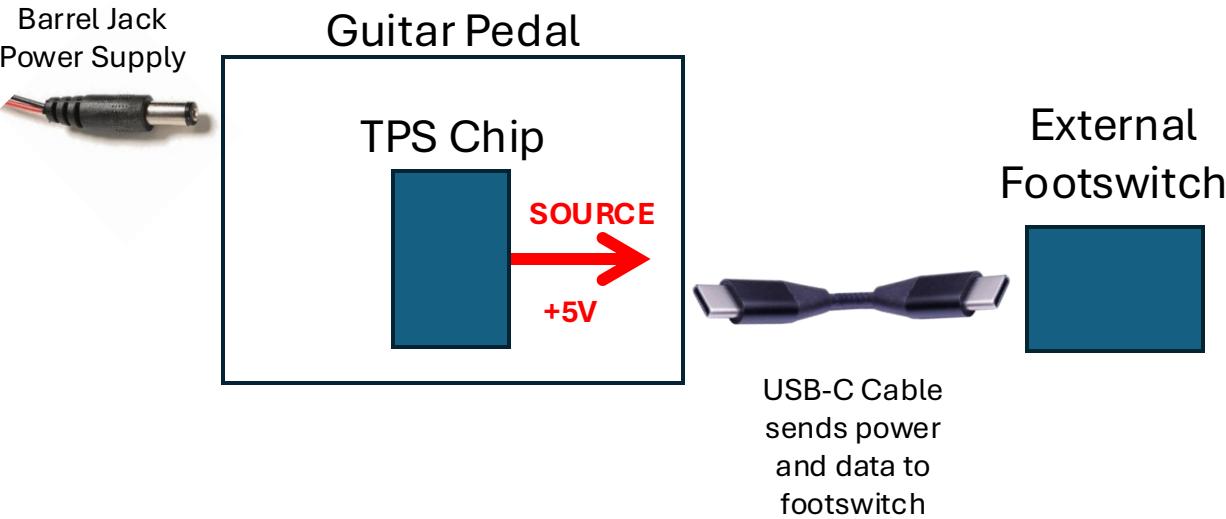 Barrel Jack
Power Supply
Guitar Pedal
TPS Chip
SOURCE
+5V
External
Footswitch
USB-C Cable
sends power
and data to
footswitch